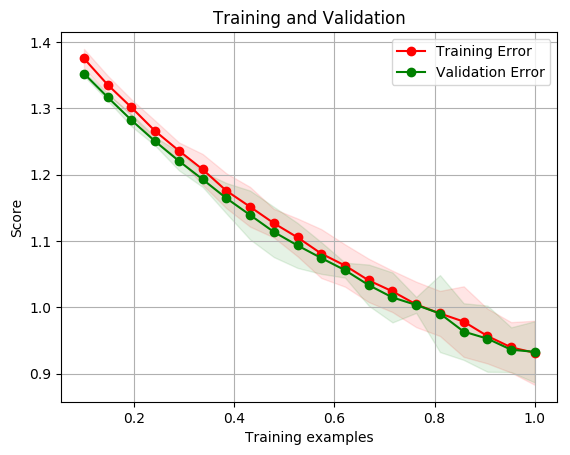 Training and Validation
Training Error
Validation Error
Score
1.4
1.3
1.2
1.1
1.0
0.9
0.2
0.4
0.6
0.8
1.0
Training examples